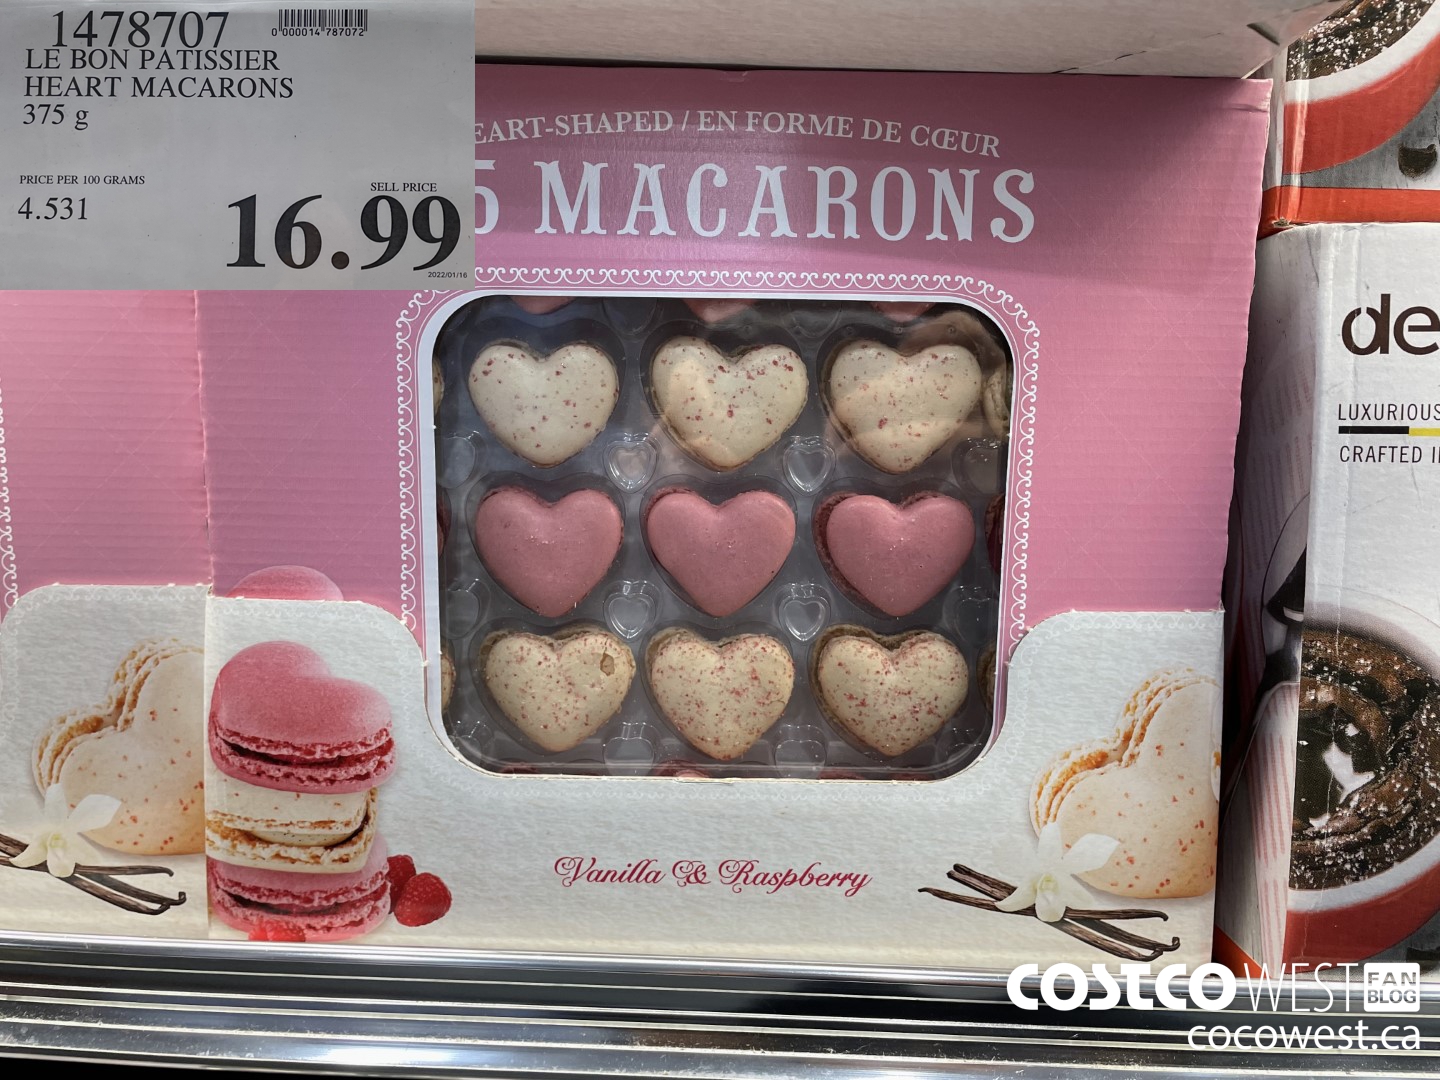 1478707
0"000014"787072"
LE BON PATISSIER
HEART MACARONS
375 g
PRICE PER 100 GRAMS
4.531
SELL PRICE
16.99
2022/01/16
EART-SHAPED / EN FORME DE CŒUR
5 MACARONS
Vanilla & Raspberry
de
LUXURIOUS
CRAFTED I
COSTCO WEST FAN BLOG
cocowest.ca